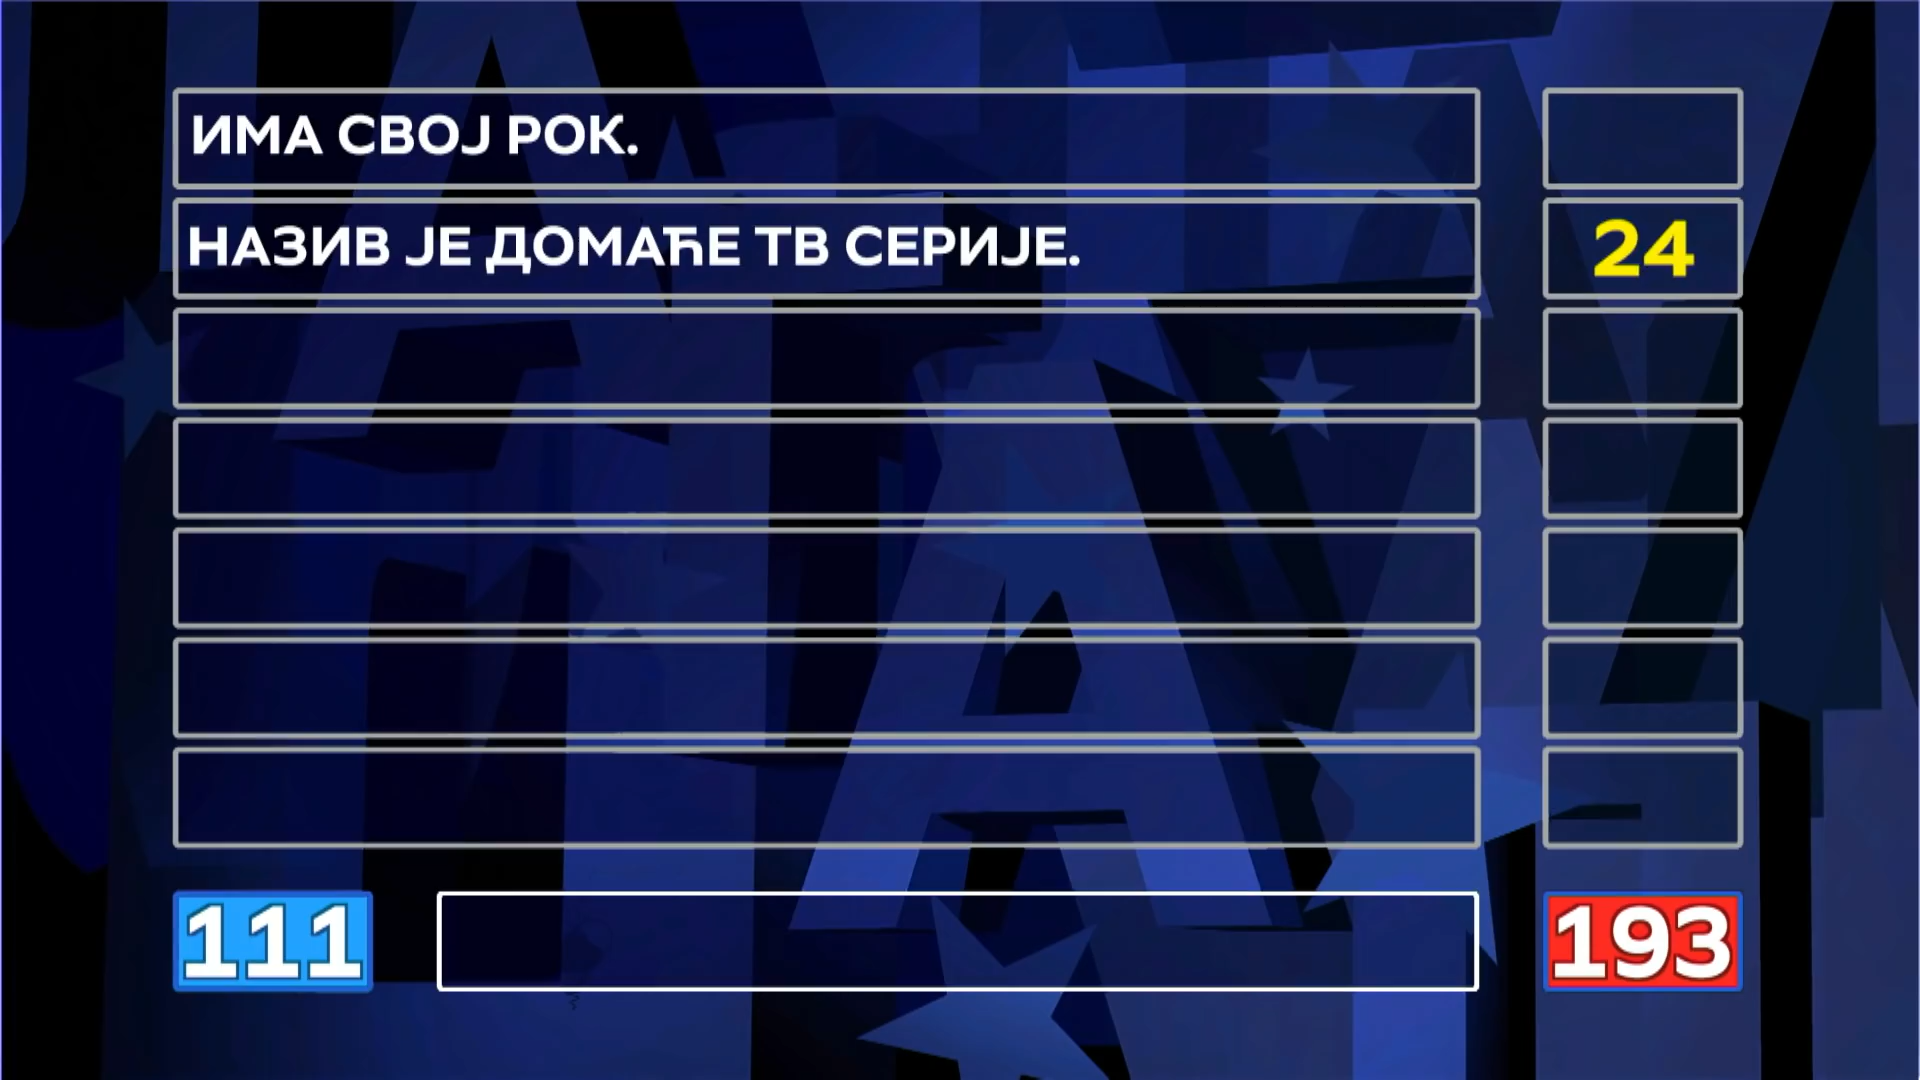 ИМА СВОЈ РОК.
НАЗИВ ЈЕ ДОМАЋЕ ТВ СЕРИЈЕ. 24
111 193